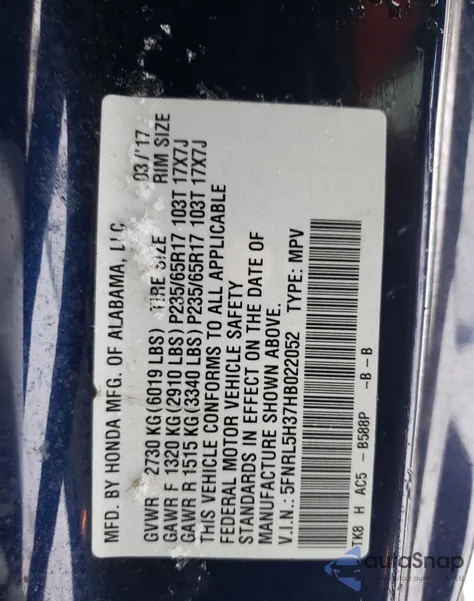 MFD. BY HONDA MFG. OF ALABAMA, LLC 03/'17
GVWR 2730 KG(6019 LBS) TIRE SIZE RIM SIZE
GAWR F 1320 KG(2910 LBS) P235/65R17 103T 17X7J
GAWR R 1515 KG(3340 LBS) P235/65R17 103T 17X7J
THIS VEHICLE CONFORMS TO ALL APPLICABLE
FEDERAL MOTOR VEHICLE SAFETY
STANDARDS IN EFFECT ON THE DATE OF
MANUFACTURE SHOWN ABOVE.
V.I.N.: 5FNRL5H37HB022052 TYPE: MPV
TK8 H AC5 - B588P -B-B
autoSnap